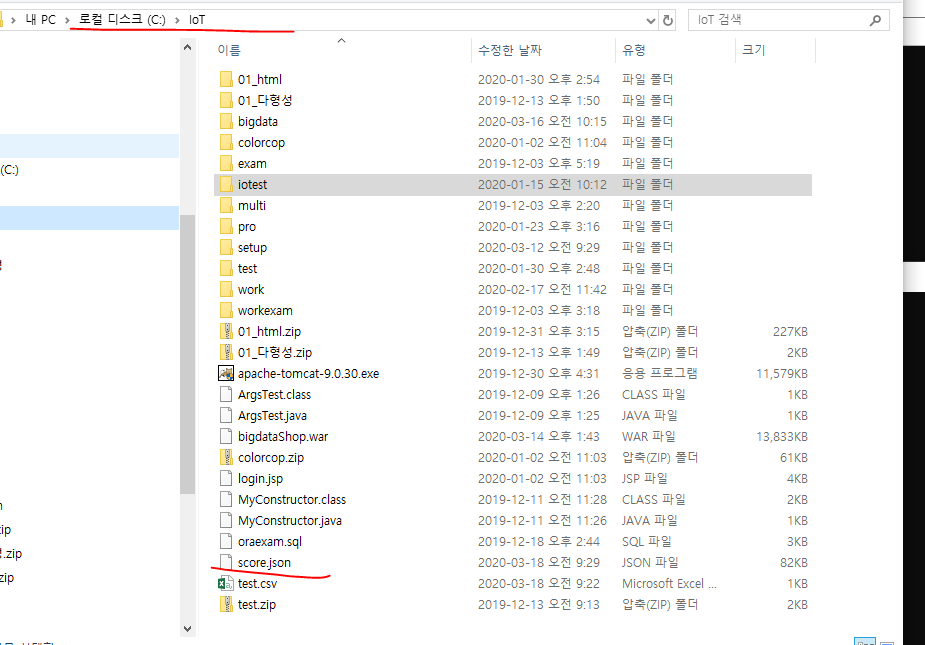 내 PC > 로컬 디스크 (C:) > IoT
IoT 검색
이름 수정한 날짜 유형 크기
01_html 2020-01-30 오후 2:54 파일 폴더
01_다형성 2019-12-13 오후 1:50 파일 폴더
bigdata 2020-03-16 오전 10:15 파일 폴더
colorcop 2020-01-02 오전 11:04 파일 폴더
(C:)
exam 2019-12-03 오후 5:19 파일 폴더
iotest 2020-01-15 오전 10:12 파일 폴더
multi 2019-12-03 오후 2:20 파일 폴더
pro 2020-01-23 오후 3:16 파일 폴더
setup 2020-03-12 오전 9:29 파일 폴더
test 2020-01-30 오후 2:48 파일 폴더
work 2020-02-17 오전 11:42 파일 폴더
workexam 2019-12-03 오후 3:18 파일 폴더
01_html.zip 2019-12-31 오후 3:15 압축(ZIP) 폴더 227KB
01_다형성.zip 2019-12-13 오후 1:49 압축(ZIP) 폴더 2KB
apache-tomcat-9.0.30.exe 2019-12-30 오후 4:31 응용 프로그램 11,579KB
ArgsTest.class 2019-12-09 오후 1:26 CLASS 파일 1KB
ArgsTest.java 2019-12-09 오후 1:25 JAVA 파일 1KB
bigdataShop.war 2020-03-14 오후 1:43 WAR 파일 13,833KB
colorcop.zip 2020-01-02 오전 11:03 압축(ZIP) 폴더 61KB
login.jsp 2020-01-02 오전 11:03 JSP 파일 4KB
MyConstructor.class 2019-12-11 오전 11:28 CLASS 파일 2KB
MyConstructor.java 2019-12-11 오전 11:26 JAVA 파일 1KB
zip
oraexam.sql 2019-12-18 오후 2:44 SQL 파일 3KB
.zip
score.json 2020-03-18 오전 9:29 JSON 파일 82KB
zip
test.csv 2020-03-18 오전 9:22 Microsoft Excel ... 1KB
test.zip 2019-12-13 오전 9:13 압축(ZIP) 폴더 2KB